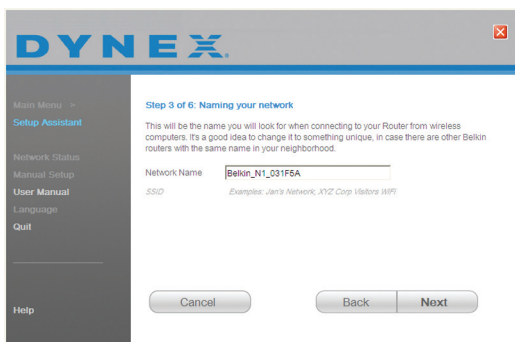 DYNEX
Main Menu >
Setup Assistant
Network Status
Manual Setup
User Manual
Language
Quit
Help
Step 3 of 6: Naming your network
This will be the name you will look for when connecting to your Router from wireless
computers. It's a good idea to change it to something unique, in case there are other Belkin
routers with the same name in your neighborhood.
Network Name Belkin_N1_031F6A
SSID Examples: Jan's Network, XYZ Corp Visitors WiFi
Cancel Back Next